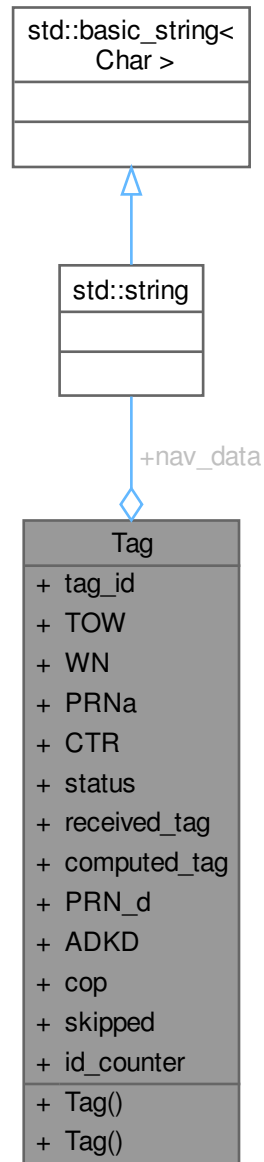 std::basic_string<
Char >
std::string
+nav_data
Tag
+ tag_id
+ TOW
+ WN
+ PRNa
+ CTR
+ status
+ received_tag
+ computed_tag
+ PRN_d
+ ADKD
+ cop
+ skipped
+ id_counter
+ Tag()
+ Tag()